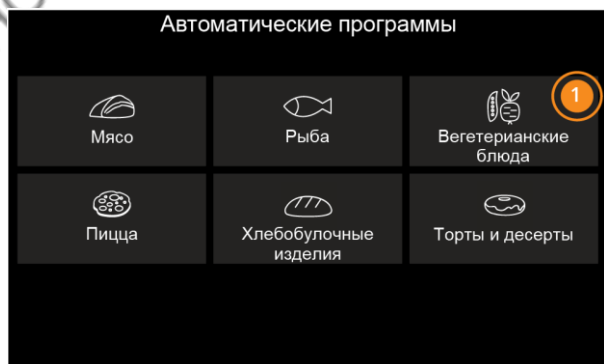 Автоматические программы
Мясо
Рыба
1
Вегетерианские
блюда
Пицца
Хлебобулочные
изделия
Торты и десерты